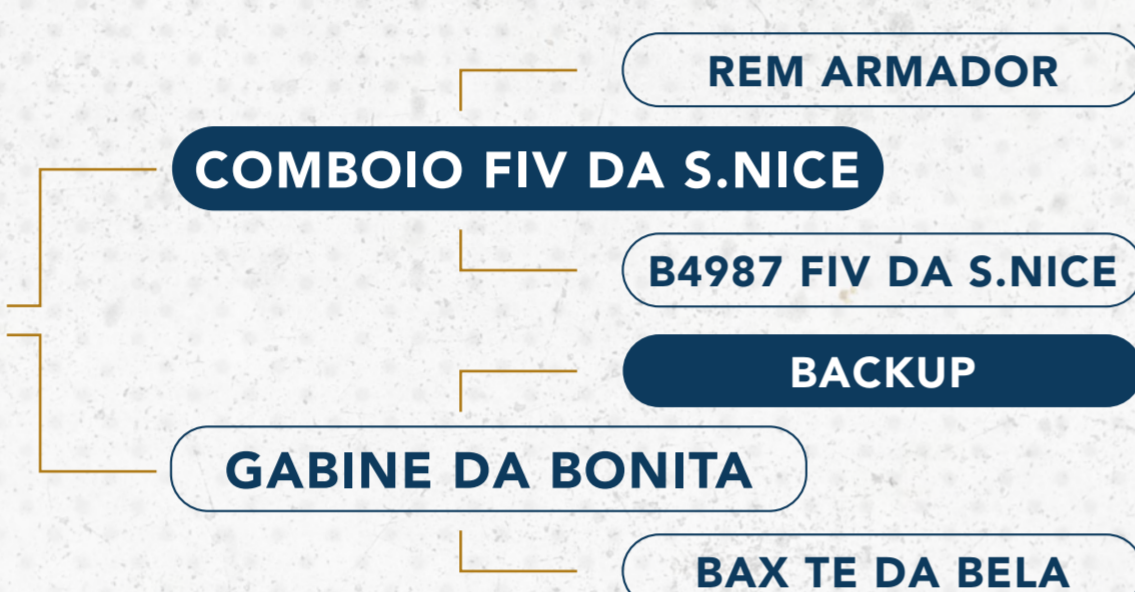 REM ARMADOR
COMBOIO FIV DA S.NICE
B4987 FIV DA S.NICE
BACKUP
GABINE DA BONITA
BAX TE DA BELA